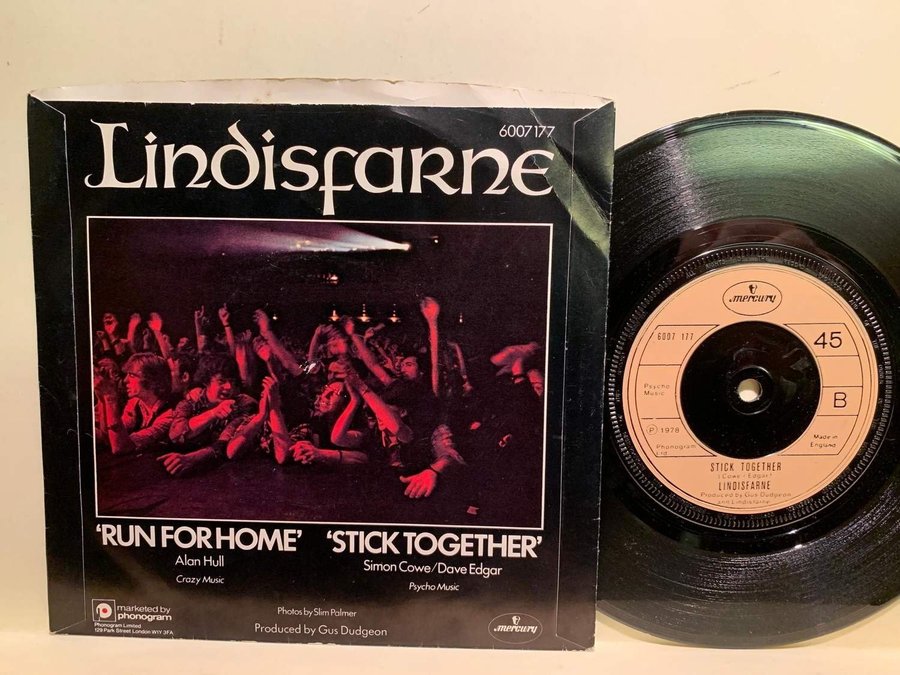 6007177
Lindisfarne
'RUN FOR HOME' 'STICK TOGETHER'
Alan Hull
Simon Cowe/Dave Edgar
Crazy Music
Psycho Music
marketed by
phonogram
Phonogram Limited
129 Park Street London W1Y 3FA
Photos by Slim Palmer
Produced by Gus Dudgeon
mercury
mercury
6007 177
45
Psycho
Music
B
Ⓟ 1978
Phonogram
Ltd
Made in
England
STICK TOGETHER
(Cowe-Edgar)
LINDISFARNE
Produced by Gus Dudgeon
and Lindisfarne